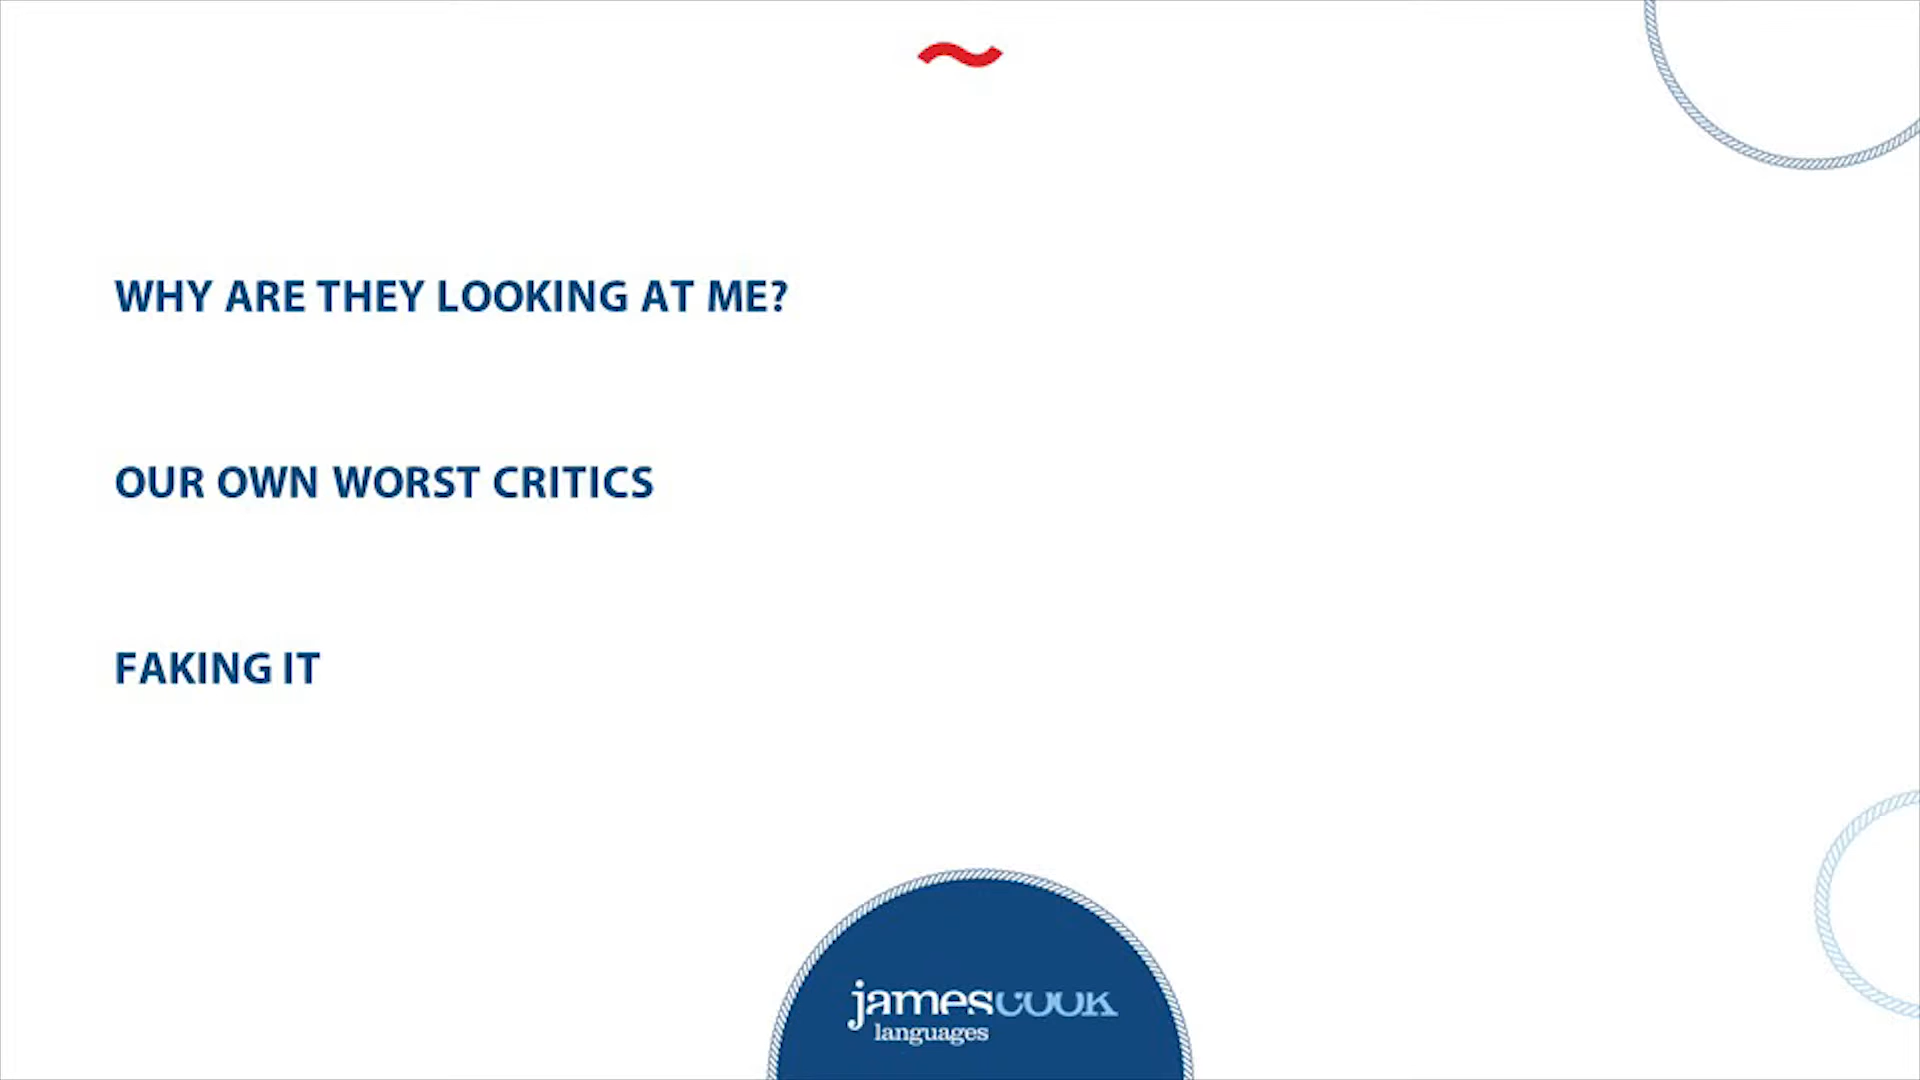 WHY ARE THEY LOOKING AT ME?
OUR OWN WORST CRITICS
FAKING IT
jamescook
languages